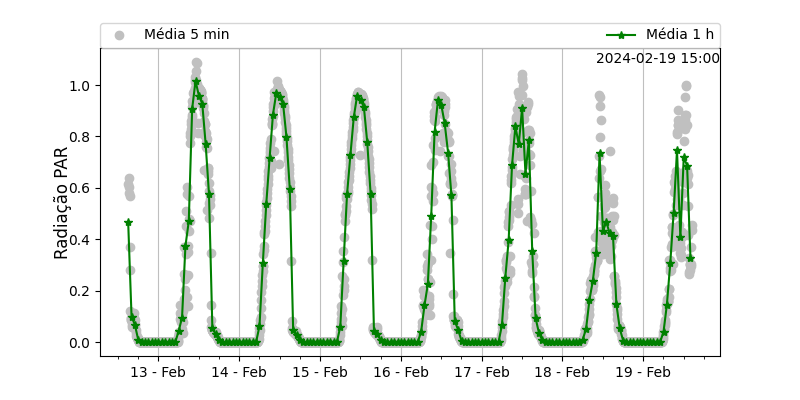 Média 5 min
Média 1 h
2024-02-19 15:00
Radiação PAR
1.0
0.8
0.6
0.4
0.2
0.0
13 - Feb
14 - Feb
15 - Feb
16 - Feb
17 - Feb
18 - Feb
19 - Feb